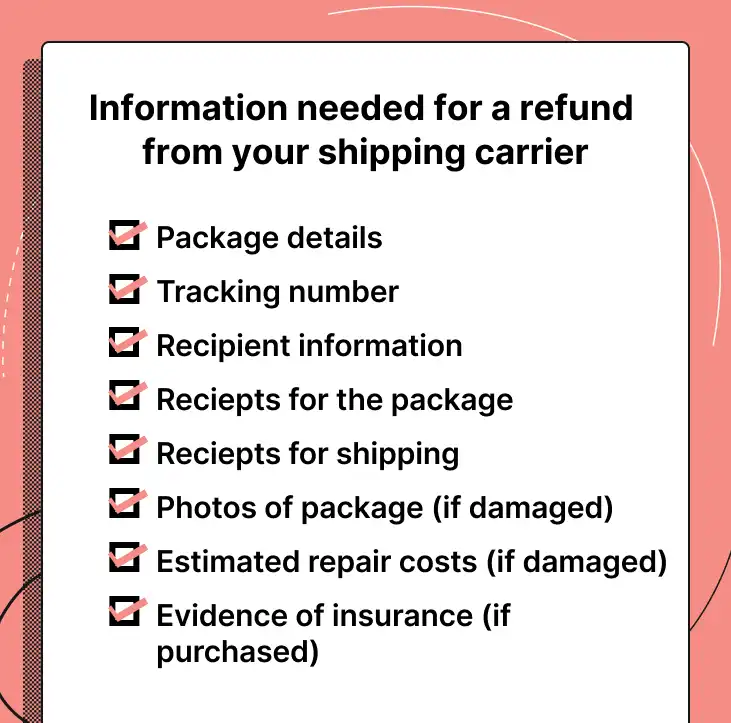 Information needed for a refund
from your shipping carrier
Package details
Tracking number
Recipient information
Reciepts for the package
Reciepts for shipping
Photos of package (if damaged)
Estimated repair costs (if damaged)
Evidence of insurance (if
purchased)